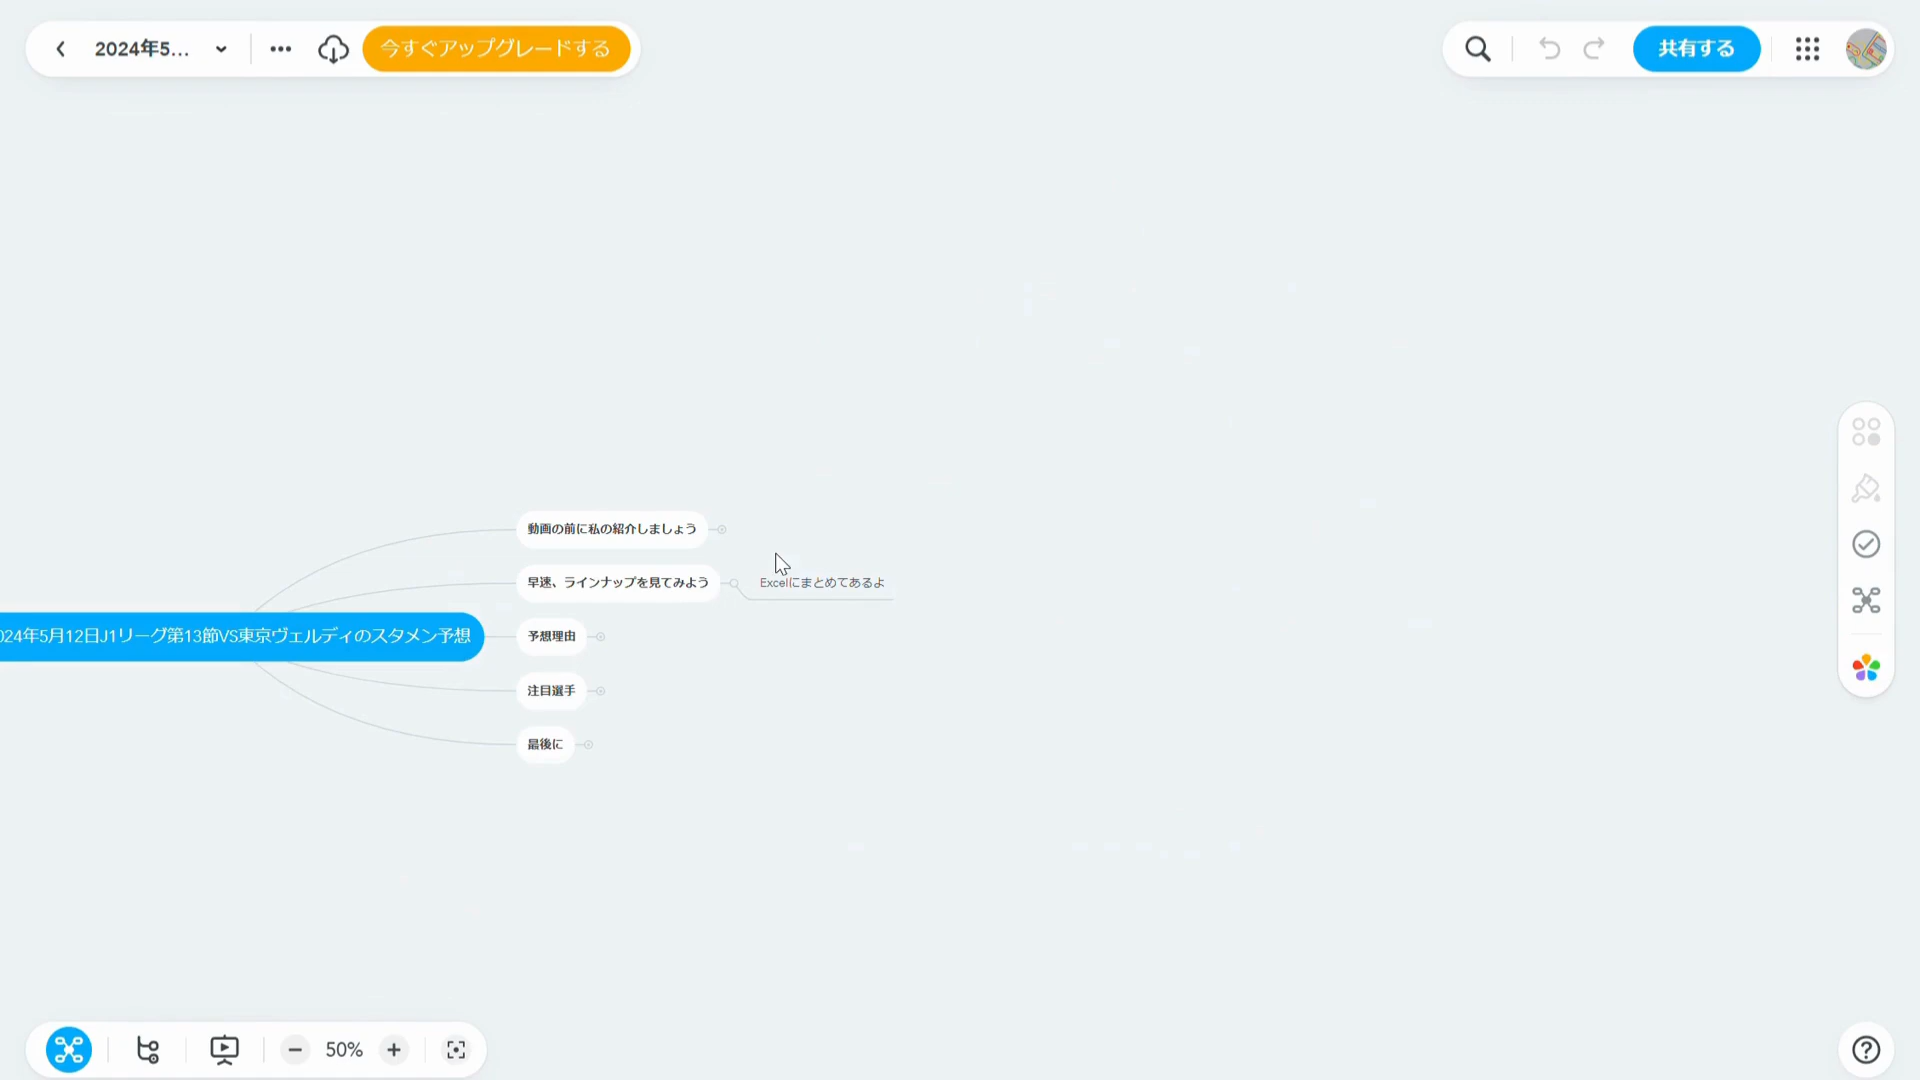 2024年5...
今すぐアップグレードする
共有する
動画の前に私の紹介しましょう
早速、ラインナップを見てみよう
Excelにまとめてあるよ
024年5月12日J1リーグ第13節VS東京ヴェルディのスタメン予想
予想理由
注目選手
最後に
50%